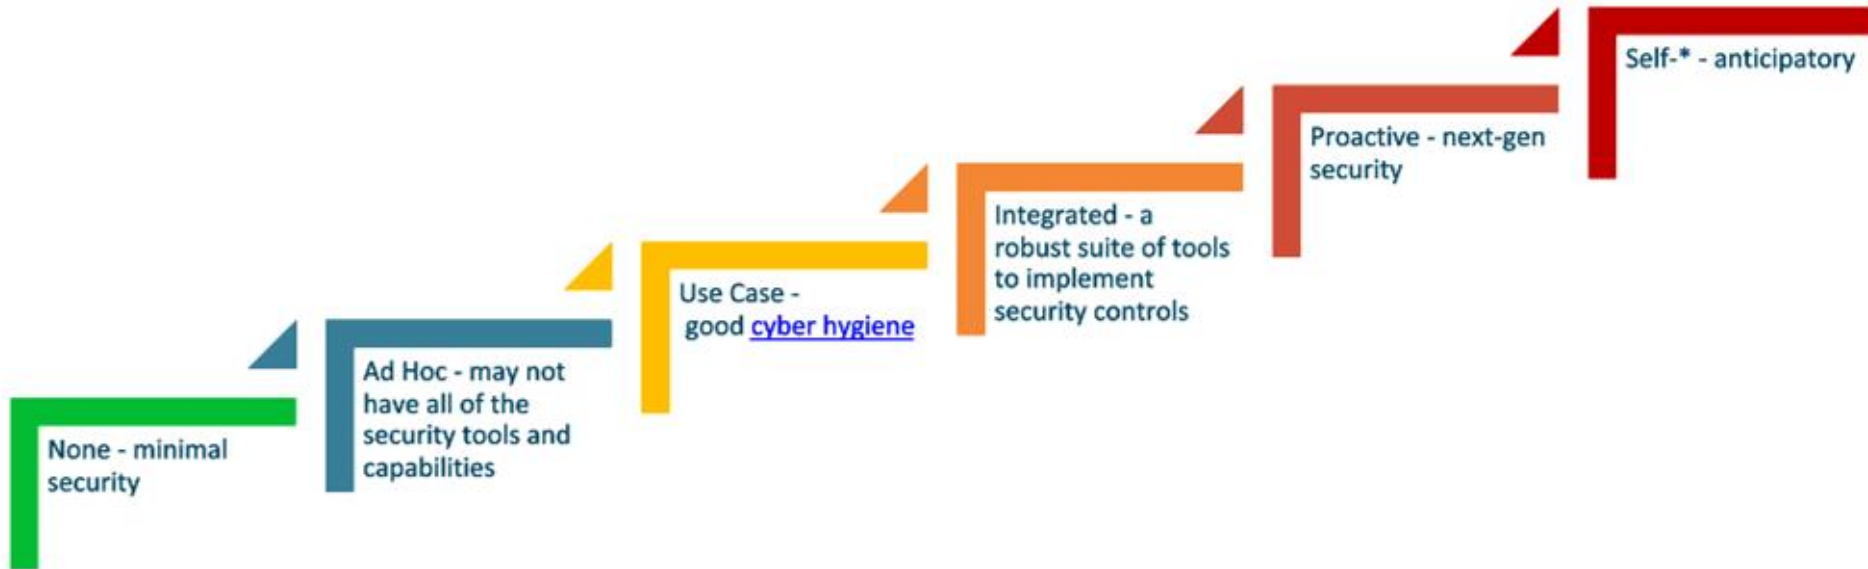 None - minimal
security
Ad Hoc - may not
have all of the
security tools and
capabilities
Use Case -
good cyber hygiene
Integrated - a
robust suite of tools
to implement
security controls
Proactive - next-gen
security
Self-* - anticipatory